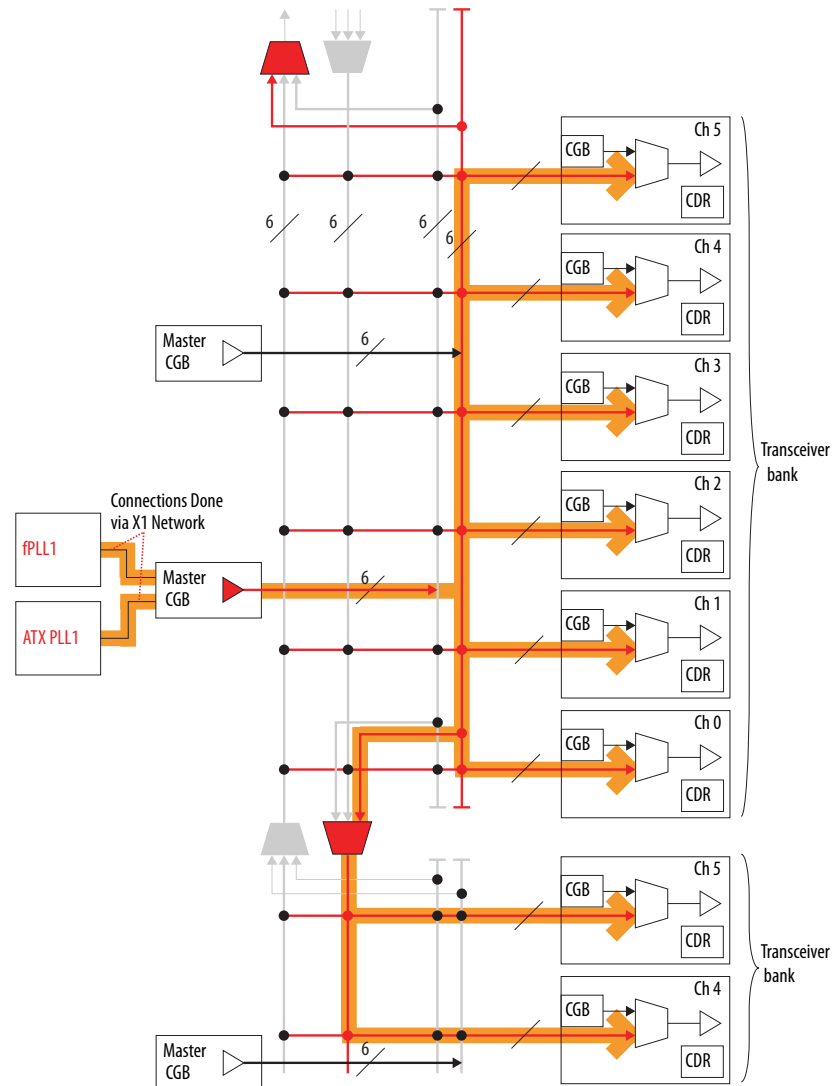 Ch 5
CGB
CDR
6
6
6
6
Ch 4
CGB
CDR
Master
CGB
6
Ch 3
CGB
CDR
Transceiver
bank
Ch 2
CGB
CDR
Connections Done
via X1 Network
fPLL1
Master
CGB
6
ATX PLL1
Ch 1
CGB
CDR
Ch 0
CGB
CDR
Ch 5
CGB
CDR
Transceiver
bank
Ch 4
CGB
CDR
Master
CGB
6